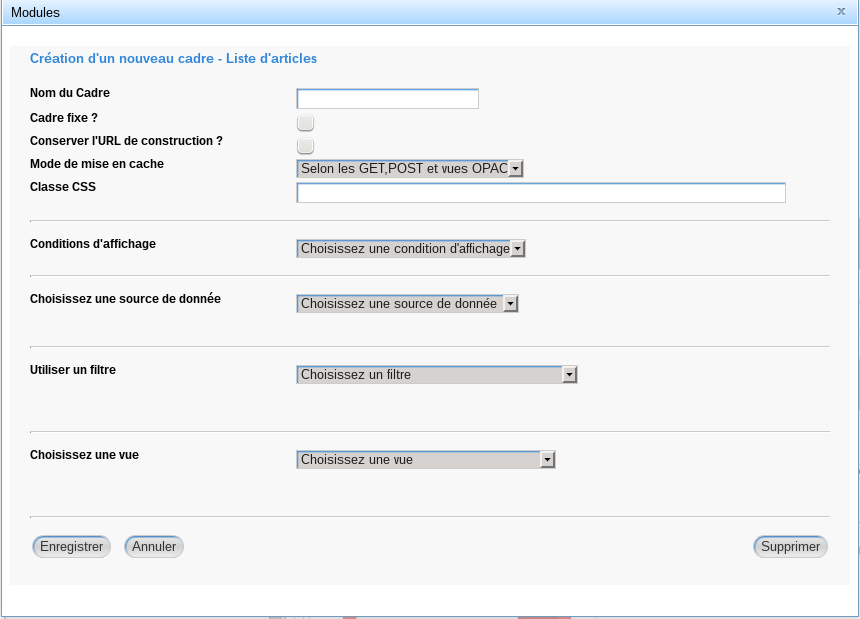 Modules x
Création d'un nouveau cadre - Liste d'articles
Nom du Cadre
Cadre fixe ?
Conserver l'URL de construction ?
Mode de mise en cache Selon les GET,POST et vues OPAC
Classe CSS
Conditions d'affichage Choisissez une condition d'affichage
Choisissez une source de donnée Choisissez une source de donnée
Utiliser un filtre Choisissez un filtre
Choisissez une vue Choisissez une vue
Enregistrer Annuler Supprimer